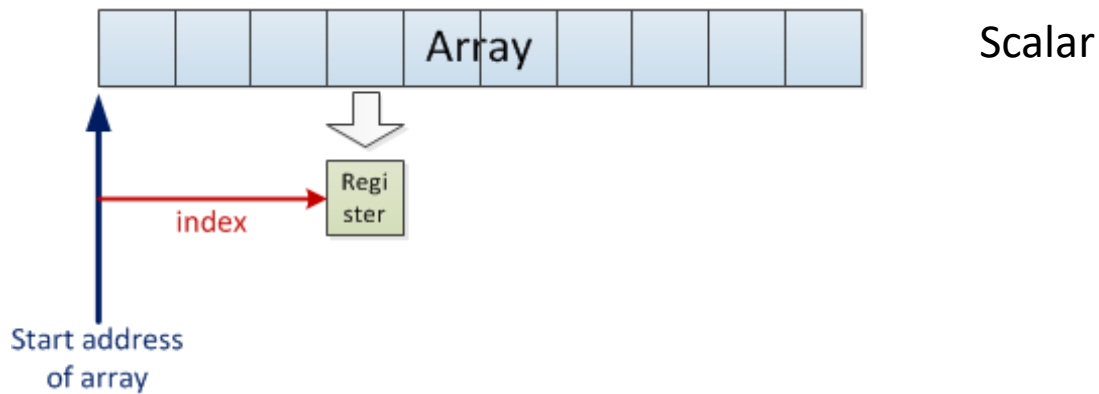 Array
Scalar
Regi
ster
index
Start address
of array